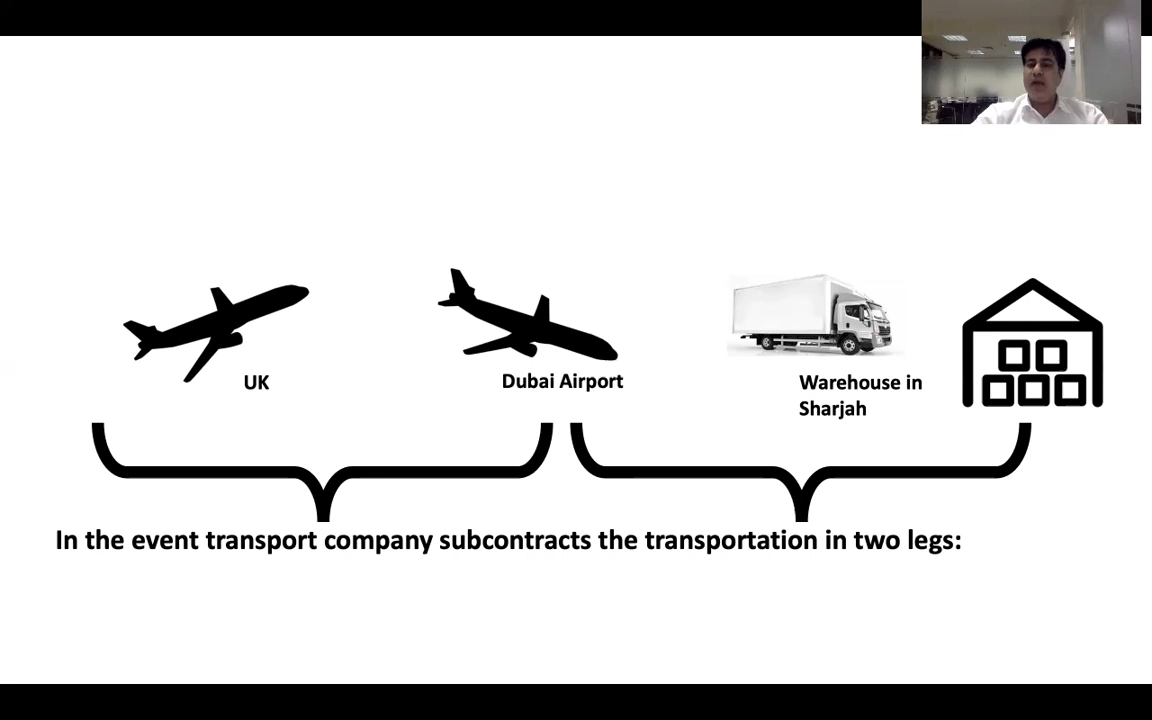 UK
Dubai Airport
Warehouse in
Sharjah
In the event transport company subcontracts the transportation in two legs: